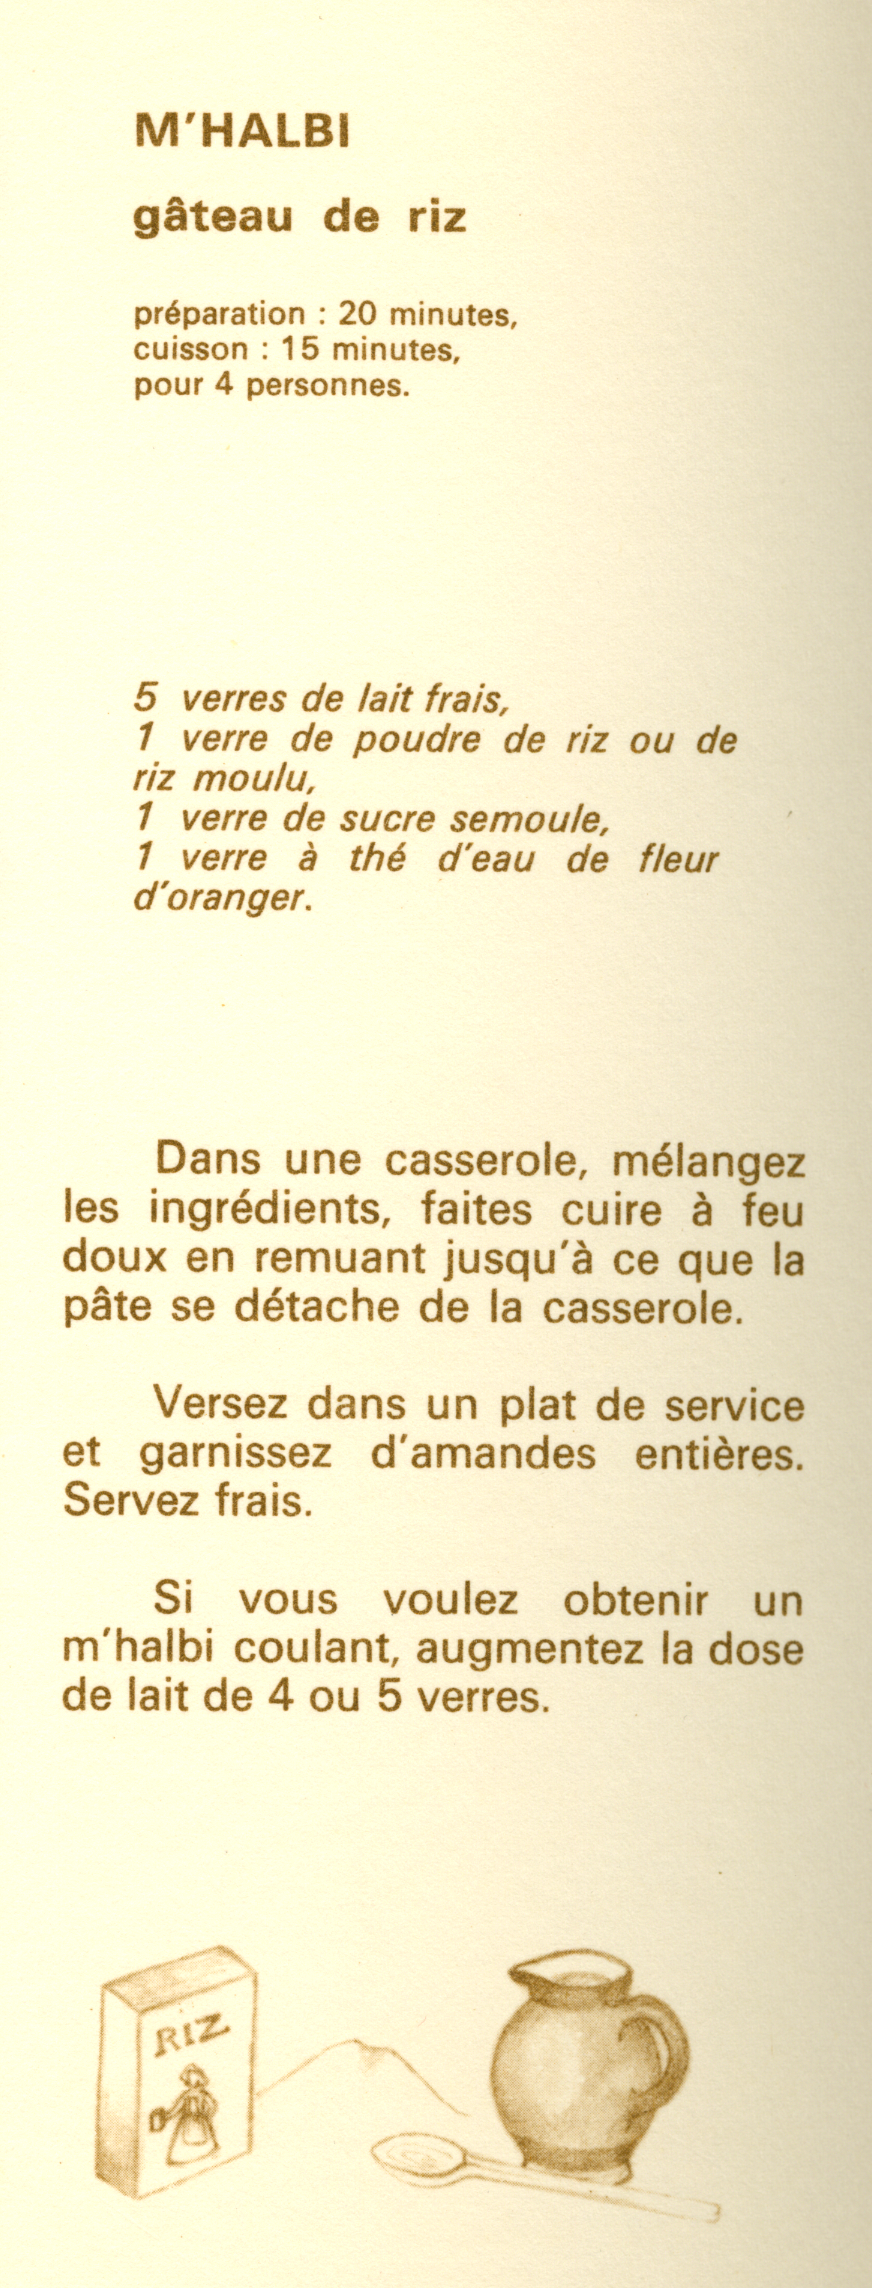 M'HALBI
gâteau de riz
préparation : 20 minutes,
cuisson : 15 minutes,
pour 4 personnes.
5 verres de lait frais,
1 verre de poudre de riz ou de
riz moulu,
1 verre de sucre semoule,
1 verre à thé d'eau de fleur
d'oranger.
Dans une casserole, mélangez
les ingrédients, faites cuire à feu
doux en remuant jusqu'à ce que la
pâte se détache de la casserole.
Versez dans un plat de service
et garnissez d'amandes entières.
Servez frais.
Si vous voulez obtenir un
m'halbi coulant, augmentez la dose
de lait de 4 ou 5 verres.
RIZ